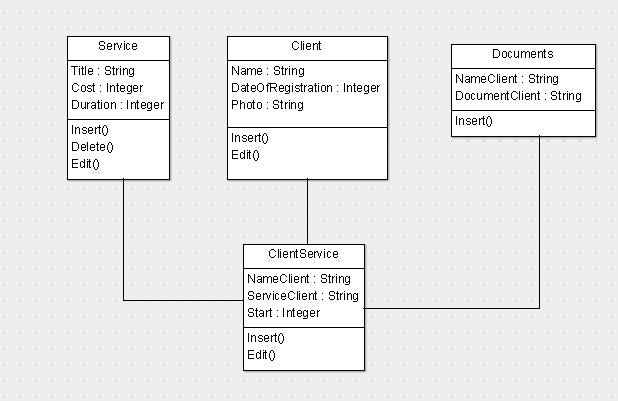 Service
Title : String
Cost : Integer
Duration : Integer
Insert()
Delete()
Edit()
Client
Name : String
DateOfRegistration : Integer
Photo : String
Insert()
Edit()
Documents
NameClient : String
DocumentClient : String
Insert()
ClientService
NameClient : String
ServiceClient : String
Start : Integer
Insert()
Edit()